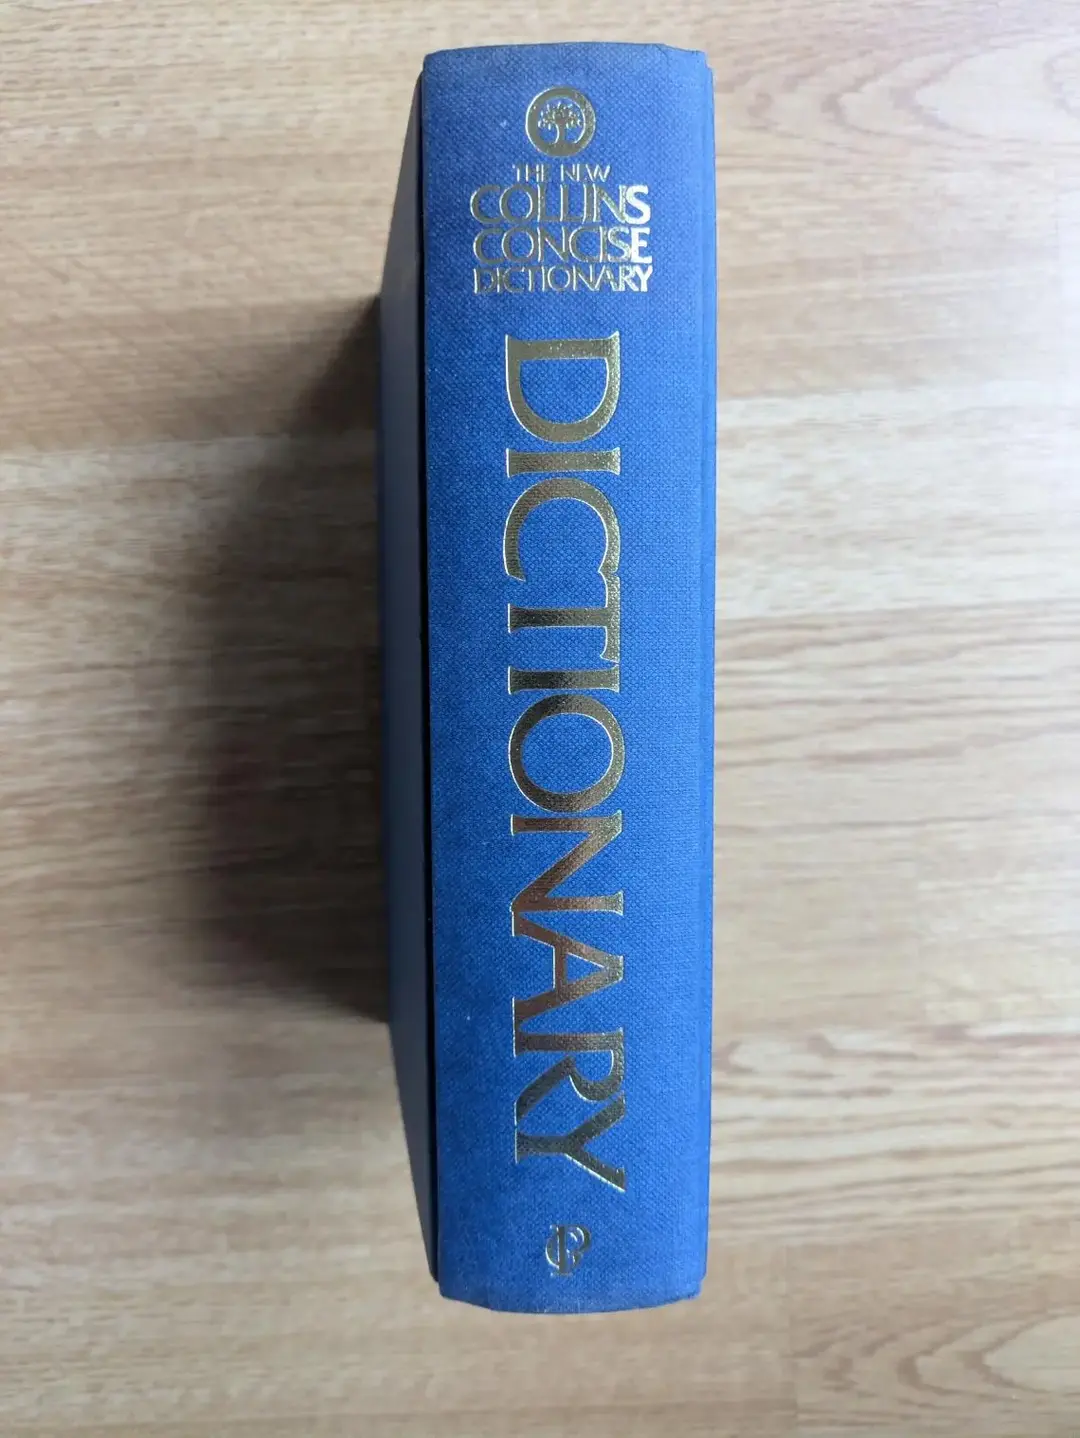 THE NEW
COLLINS
CONCISE
DICTIONARY
DICTIONARY